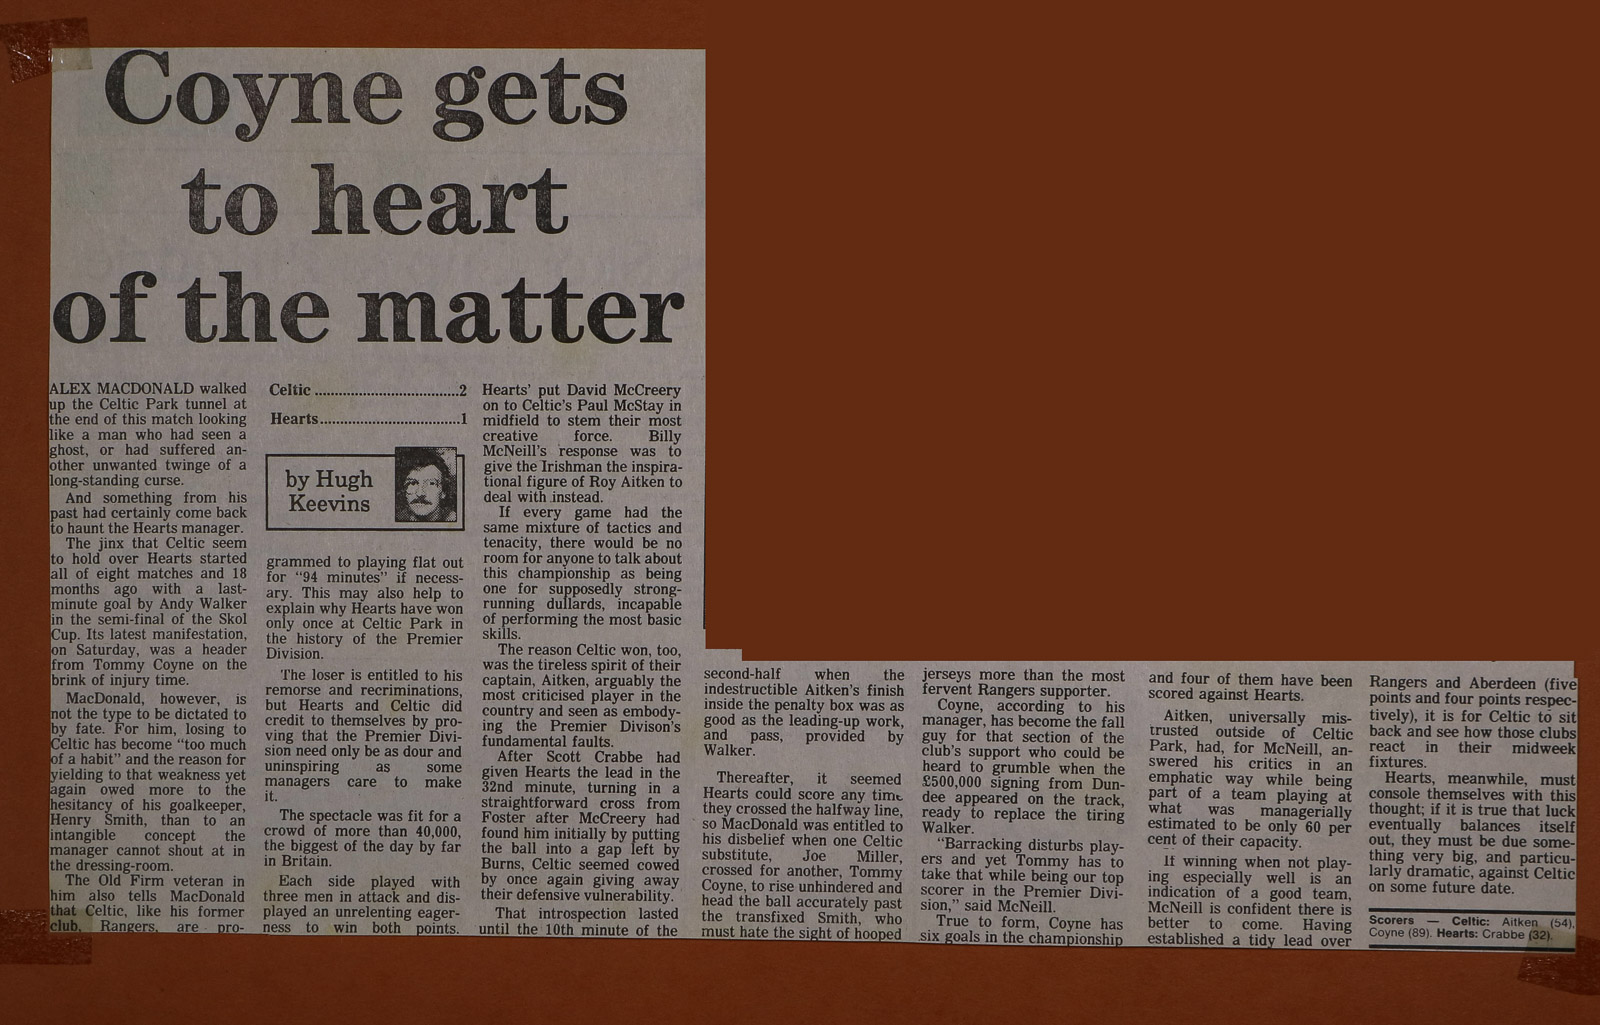 Coyne gets
to heart
of the matter
ALEX MACDONALD walked
up the Celtic Park tunnel at
the end of this match looking
like a man who had seen a
ghost, or had suffered an-
other unwanted twinge of a
long-standing curse.
And something from his
past had certainly come back
to haunt the Hearts manager.
The jinx that Celtic seem
to hold over Hearts started
all of eight matches and 18
months ago with a last-
minute goal by Andy Walker
in the semi-final of the Skol
Cup. Its latest manifestation,
on Saturday, was a header
from Tommy Coyne on the
brink of injury time.
MacDonald, however, is
not the type to be dictated to
by fate. For him, losing to
Celtic has become “too much
of a habit” and the reason for
yielding to that weakness yet
again owed more to the
hesitancy of his goalkeeper,
Henry Smith, than to an
intangible concept the
manager cannot shout at in
the dressing-room.
The Old Firm veteran in
him also tells MacDonald
that Celtic, like his former
club, Rangers, are pro-
Celtic ....................................2
Hearts...................................1
by Hugh
Keevins
grammed to playing flat out
for “94 minutes” if necess-
ary. This may also help to
explain why Hearts have won
only once at Celtic Park in
the history of the Premier
Division.
The loser is entitled to his
remorse and recriminations,
but Hearts and Celtic did
credit to themselves by pro-
ving that the Premier Divi-
sion need only be as dour and
uninspiring as some
managers care to make
it.
The spectacle was fit for a
crowd of more than 40,000,
the biggest of the day by far
in Britain.
Each side played with
three men in attack and dis-
played an unrelenting eager-
ness to win both points.
Hearts' put David McCreery
on to Celtic's Paul McStay in
midfield to stem their most
creative force. Billy
McNeill's response was to
give the Irishman the inspira-
tional figure of Roy Aitken to
deal with instead.
If every game had the
same mixture of tactics and
tenacity, there would be no
room for anyone to talk about
this championship as being
one for supposedly strong-
running dullards, incapable
of performing the most basic
skills.
The reason Celtic won, too,
was the tireless spirit of their
captain, Aitken, arguably the
most criticised player in the
country and seen as embody-
ing the Premier Divison's
fundamental faults.
After Scott Crabbe had
given Hearts the lead in the
32nd minute, turning in a
straightforward cross from
Foster after McCreery had
found him initially by putting
the ball into a gap left by
Burns, Celtic seemed cowed
by once again giving away
their defensive vulnerability.
That introspection lasted
until the 10th minute of the
second-half when the
indestructible Aitken's finish
inside the penalty box was as
good as the leading-up work,
and pass, provided by
Walker.
Thereafter, it seemed
Hearts could score any time
they crossed the halfway line,
so MacDonald was entitled to
his disbelief when one Celtic
substitute, Joe Miller,
crossed for another, Tommy
Coyne, to rise unhindered and
head the ball accurately past
the transfixed Smith, who
must hate the sight of hooped
jerseys more than the most
fervent Rangers supporter.
Coyne, according to his
manager, has become the fall
guy for that section of the
club's support who could be
heard to grumble when the
£500,000 signing from Dun-
dee appeared on the track,
ready to replace the tiring
Walker.
“Barracking disturbs play-
ers and yet Tommy has to
take that while being our top
scorer in the Premier Divi-
sion,” said McNeill.
True to form, Coyne has
six goals in the championship
and four of them have been
scored against Hearts.
Aitken, universally mis-
trusted outside of Celtic
Park, had, for McNeill, an-
swered his critics in an
emphatic way while being
part of a team playing at
what was managerially
estimated to be only 60 per
cent of their capacity.
If winning when not play-
ing especially well is an
indication of a good team,
McNeill is confident there is
better to come. Having
established a tidy lead over
Rangers and Aberdeen (five
points and four points respec-
tively), it is for Celtic to sit
back and see how those clubs
react in their midweek
fixtures.
Hearts, meanwhile, must
console themselves with this
thought; if it is true that luck
eventually balances itself
out, they must be due some-
thing very big, and particu-
larly dramatic, against Celtic
on some future date.
Scorers — Celtic: Aitken (54),
Coyne (89). Hearts: Crabbe (32).